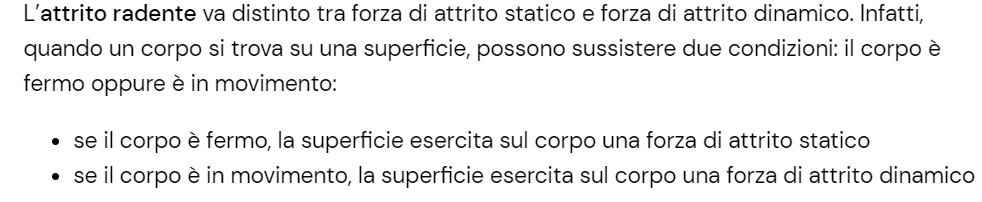 L'attrito radente va distinto tra forza di attrito statico e forza di attrito dinamico. Infatti,
quando un corpo si trova su una superficie, possono sussistere due condizioni: il corpo è
fermo oppure è in movimento:
• se il corpo è fermo, la superficie esercita sul corpo una forza di attrito statico
• se il corpo è in movimento, la superficie esercita sul corpo una forza di attrito dinamico